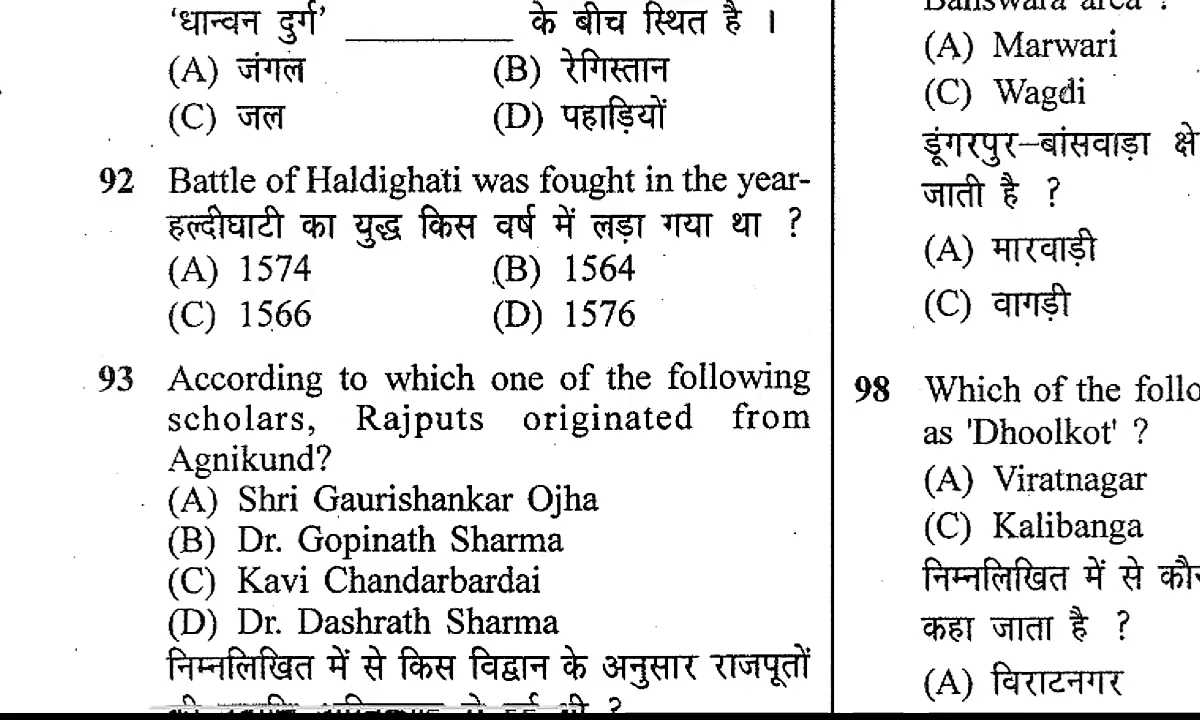 'धान्वन दुर्ग' __________ के बीच स्थित है ।
(A) जंगल (B) रेगिस्तान
(C) जल (D) पहाड़ियों
92 Battle of Haldighati was fought in the year-
हल्दीघाटी का युद्ध किस वर्ष में लड़ा गया था ?
(A) 1574 (B) 1564
(C) 1566 (D) 1576
93 According to which one of the following
scholars, Rajputs originated from
Agnikund?
(A) Shri Gaurishankar Ojha
(B) Dr. Gopinath Sharma
(C) Kavi Chandarbardai
(D) Dr. Dashrath Sharma
निम्नलिखित में से किस विद्वान के अनुसार राजपूतों
Banswara area ?
(A) Marwari
(C) Wagdi
डूंगरपुर–बांसवाड़ा क्षे
जाती है ?
(A) मारवाड़ी
(C) वागड़ी
98 Which of the follo
as 'Dhoolkot' ?
(A) Viratnagar
(C) Kalibanga
निम्नलिखित में से कौन
कहा जाता है ?
(A) विराटनगर